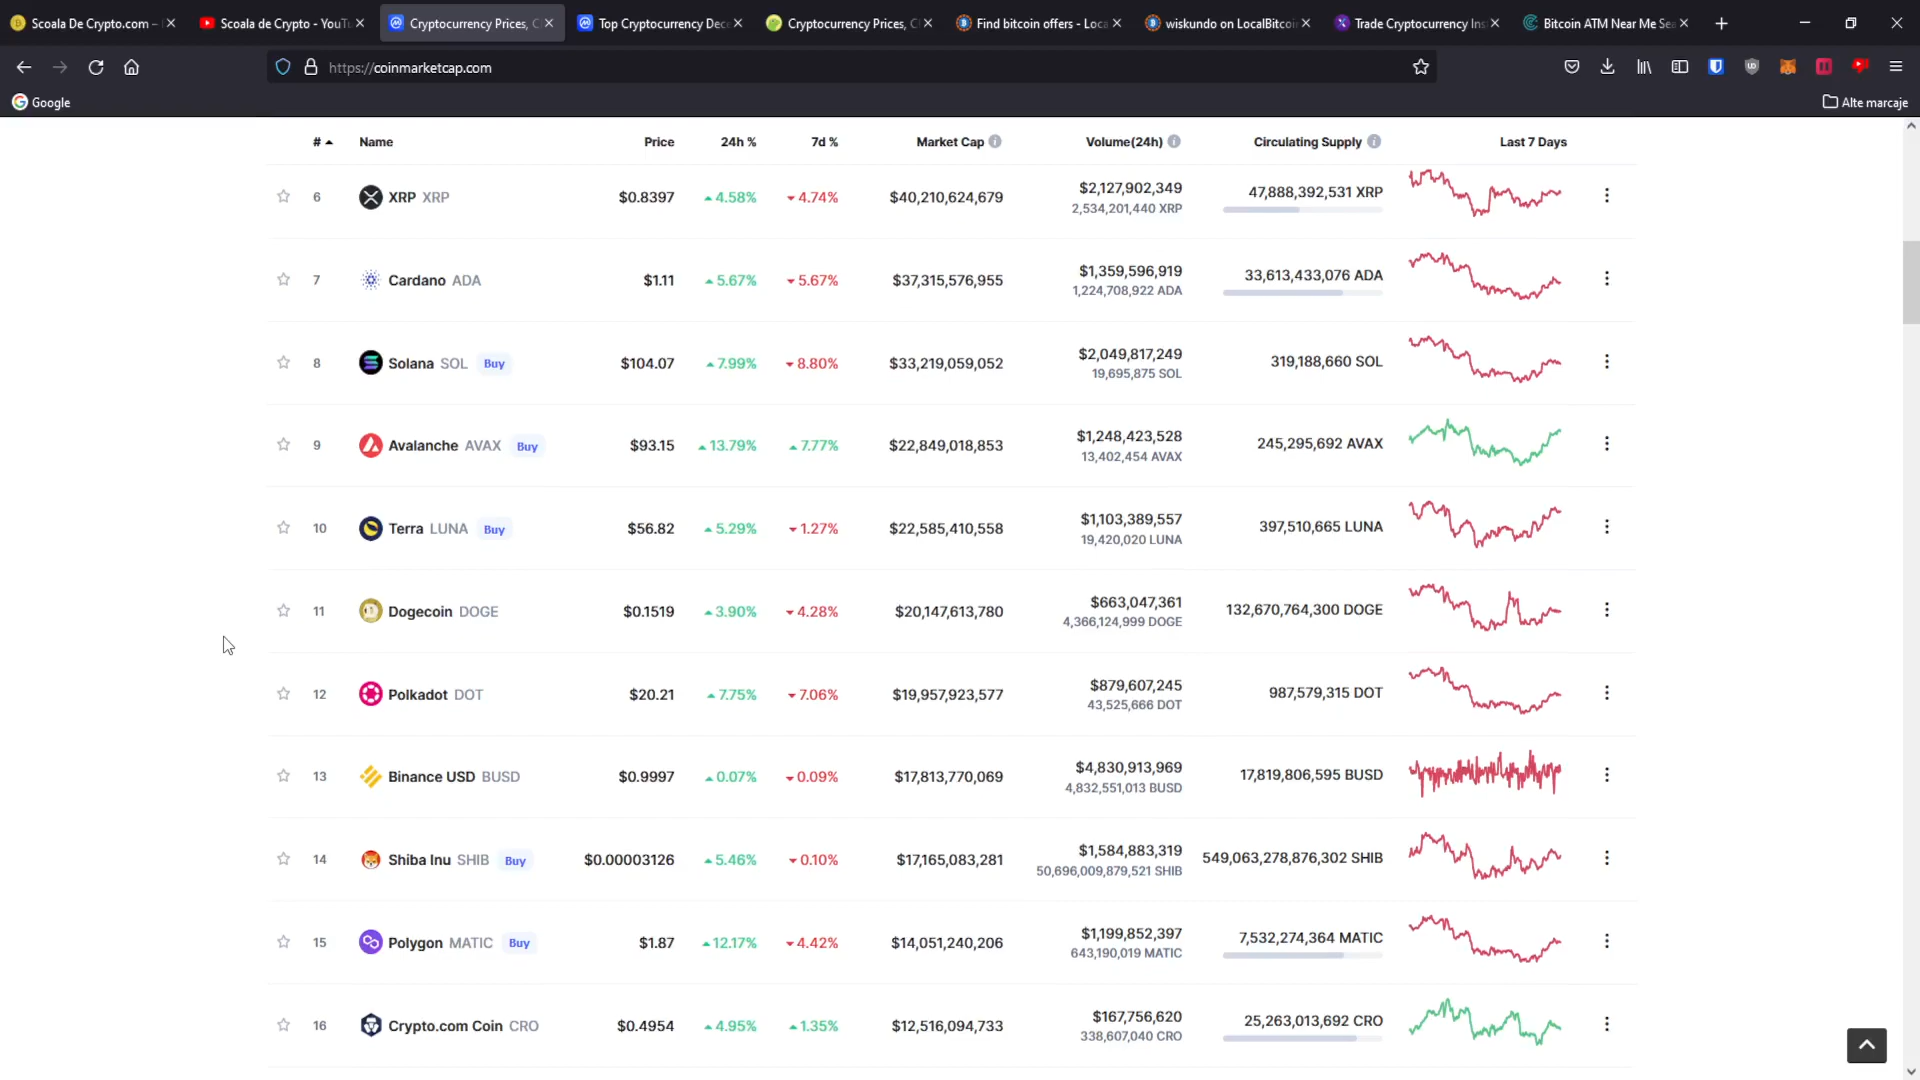 Scoala De Crypto.com –
Scoala de Crypto - YouTu
Cryptocurrency Prices, C
Top Cryptocurrency Dec
Cryptocurrency Prices, C
Find bitcoin offers - Loca
wiskundo on LocalBitcoin
Trade Cryptocurrency Ins
Bitcoin ATM Near Me Sea
https://coinmarketcap.com
Google
Alte marcaje
# Name Price 24h % 7d % Market Cap Volume(24h) Circulating Supply Last 7 Days
6 XRP XRP $0.8397 4.58% 4.74% $40,210,624,679 $2,127,902,349 47,888,392,531 XRP
2,534,201,440 XRP
7 Cardano ADA $1.11 5.67% 5.67% $37,315,576,955 $1,359,596,919 33,613,433,076 ADA
1,224,708,922 ADA
8 Solana SOL Buy $104.07 7.99% 8.80% $33,219,059,052 $2,049,817,249 319,188,660 SOL
19,695,875 SOL
9 Avalanche AVAX Buy $93.15 13.79% 7.77% $22,849,018,853 $1,248,423,528 245,295,692 AVAX
13,402,454 AVAX
10 Terra LUNA Buy $56.82 5.29% 1.27% $22,585,410,558 $1,103,389,557 397,510,665 LUNA
19,420,020 LUNA
11 Dogecoin DOGE $0.1519 3.90% 4.28% $20,147,613,780 $663,047,361 132,670,764,300 DOGE
4,366,124,999 DOGE
12 Polkadot DOT $20.21 7.75% 7.06% $19,957,923,577 $879,607,245 987,579,315 DOT
43,525,666 DOT
13 Binance USD BUSD $0.9997 0.07% 0.09% $17,813,770,069 $4,830,913,969 17,819,806,595 BUSD
4,832,551,013 BUSD
14 Shiba Inu SHIB Buy $0.00003126 5.46% 0.10% $17,165,083,281 $1,584,883,319 549,063,278,876,302 SHIB
50,696,009,879,521 SHIB
15 Polygon MATIC Buy $1.87 12.17% 4.42% $14,051,240,206 $1,199,852,397 7,532,274,364 MATIC
643,190,019 MATIC
16 Crypto.com Coin CRO $0.4954 4.95% 1.35% $12,516,094,733 $167,756,620 25,263,013,692 CRO
338,607,040 CRO